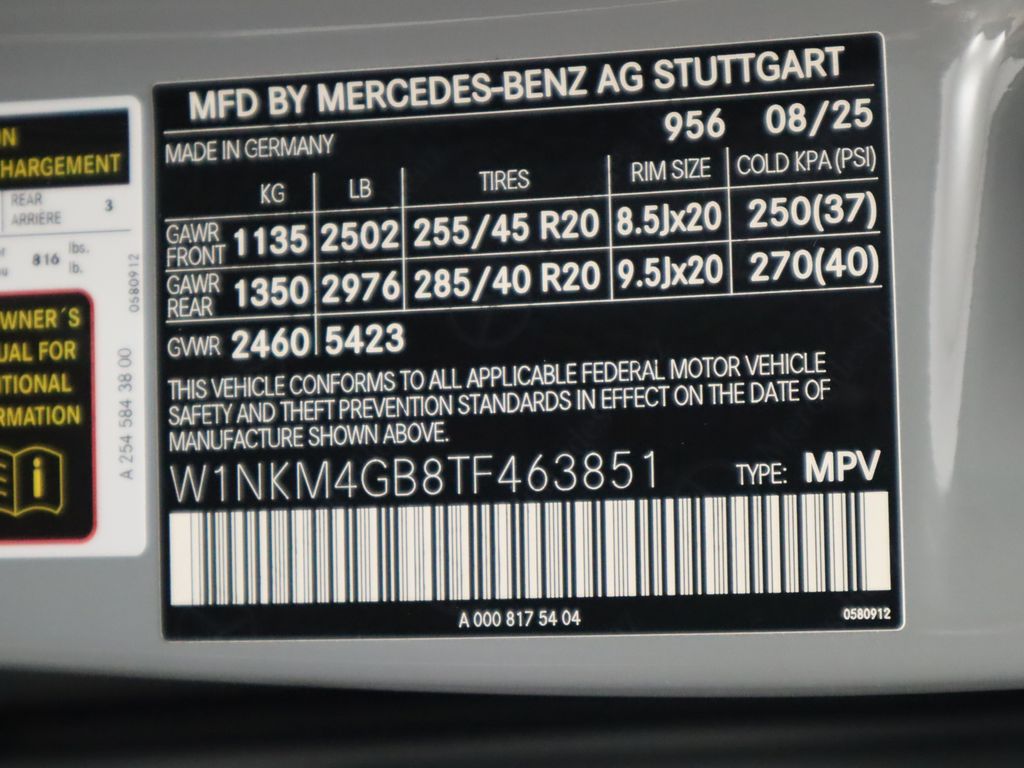 N
HARGEMENT
REAR
ARRIÈRE 3
816 lbs.
lb.
0580912
WNER´S
UAL FOR
ITIONAL
RMATION
A 254 584 38 00
MFD BY MERCEDES-BENZ AG STUTTGART
956 08/25
MADE IN GERMANY
KG LB TIRES RIM SIZE COLD KPA(PSI)
GAWR FRONT 1135 2502 255/45 R20 8.5Jx20 250(37)
GAWR REAR 1350 2976 285/40 R20 9.5Jx20 270(40)
GVWR 2460 5423
THIS VEHICLE CONFORMS TO ALL APPLICABLE FEDERAL MOTOR VEHICLE
SAFETY AND THEFT PREVENTION STANDARDS IN EFFECT ON THE DATE OF
MANUFACTURE SHOWN ABOVE.
W1NKM4GB8TF463851 TYPE: MPV
A 000 817 54 04 0580912